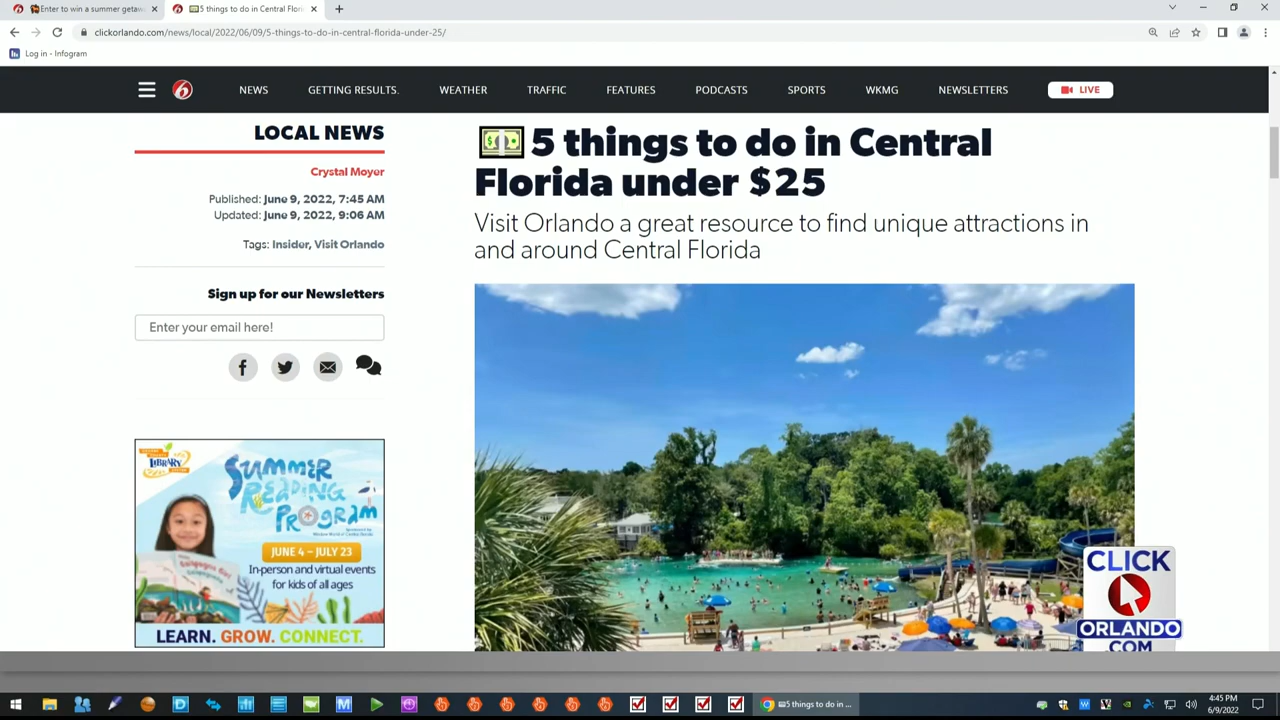 Enter to win a summer getaw
5 things to do in Central Flori
clickorlando.com/news/local/2022/06/09/5-things-to-do-in-central-florida-under-25/
Log in - Infogram
6
NEWS
GETTING RESULTS.
WEATHER
TRAFFIC
FEATURES
PODCASTS
SPORTS
WKMG
NEWSLETTERS
LIVE
LOCAL NEWS
Crystal Moyer
Published: June 9, 2022, 7:45 AM
Updated: June 9, 2022, 9:06 AM
Tags: Insider, Visit Orlando
Sign up for our Newsletters
Enter your email here!
5 things to do in Central
Florida under $25
Visit Orlando a great resource to find unique attractions in
and around Central Florida
LIBRARY
SUMMER
READING
PROGRAM
JUNE 4 – JULY 23
In-person and virtual events
for kids of all ages
LEARN. GROW. CONNECT.
CLICK
ORLANDO
.COM
5 things to do in ...
4:45 PM
6/9/2022